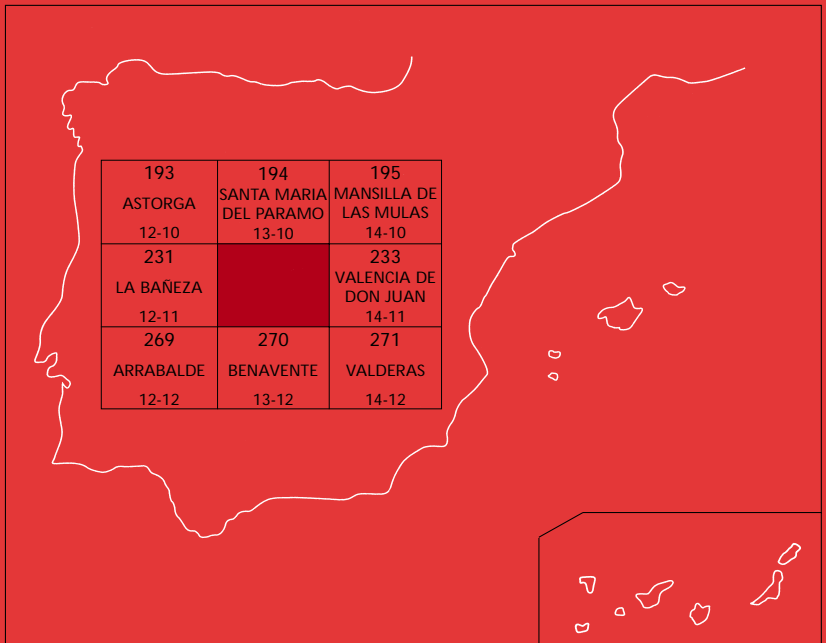 193
ASTORGA
12-10
194
SANTA MARIA
DEL PARAMO
13-10
195
MANSILLA DE
LAS MULAS
14-10
231
LA BAÑEZA
12-11
233
VALENCIA DE
DON JUAN
14-11
269
ARRABALDE
12-12
270
BENAVENTE
13-12
271
VALDERAS
14-12